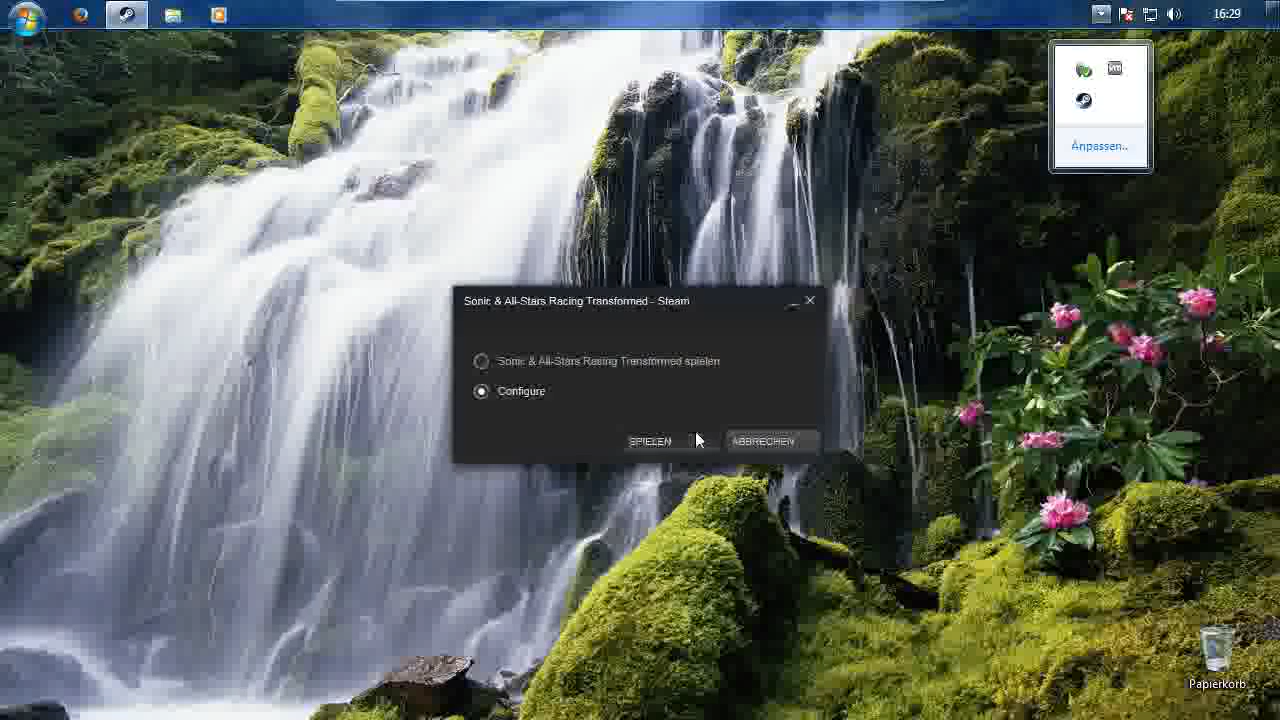 16:29
Anpassen...
Sonic & All-Stars Racing Transformed - Steam
Sonic & All-Stars Racing Transformed spielen
Configure
SPIELEN
ABBRECHEN
Papierkorb